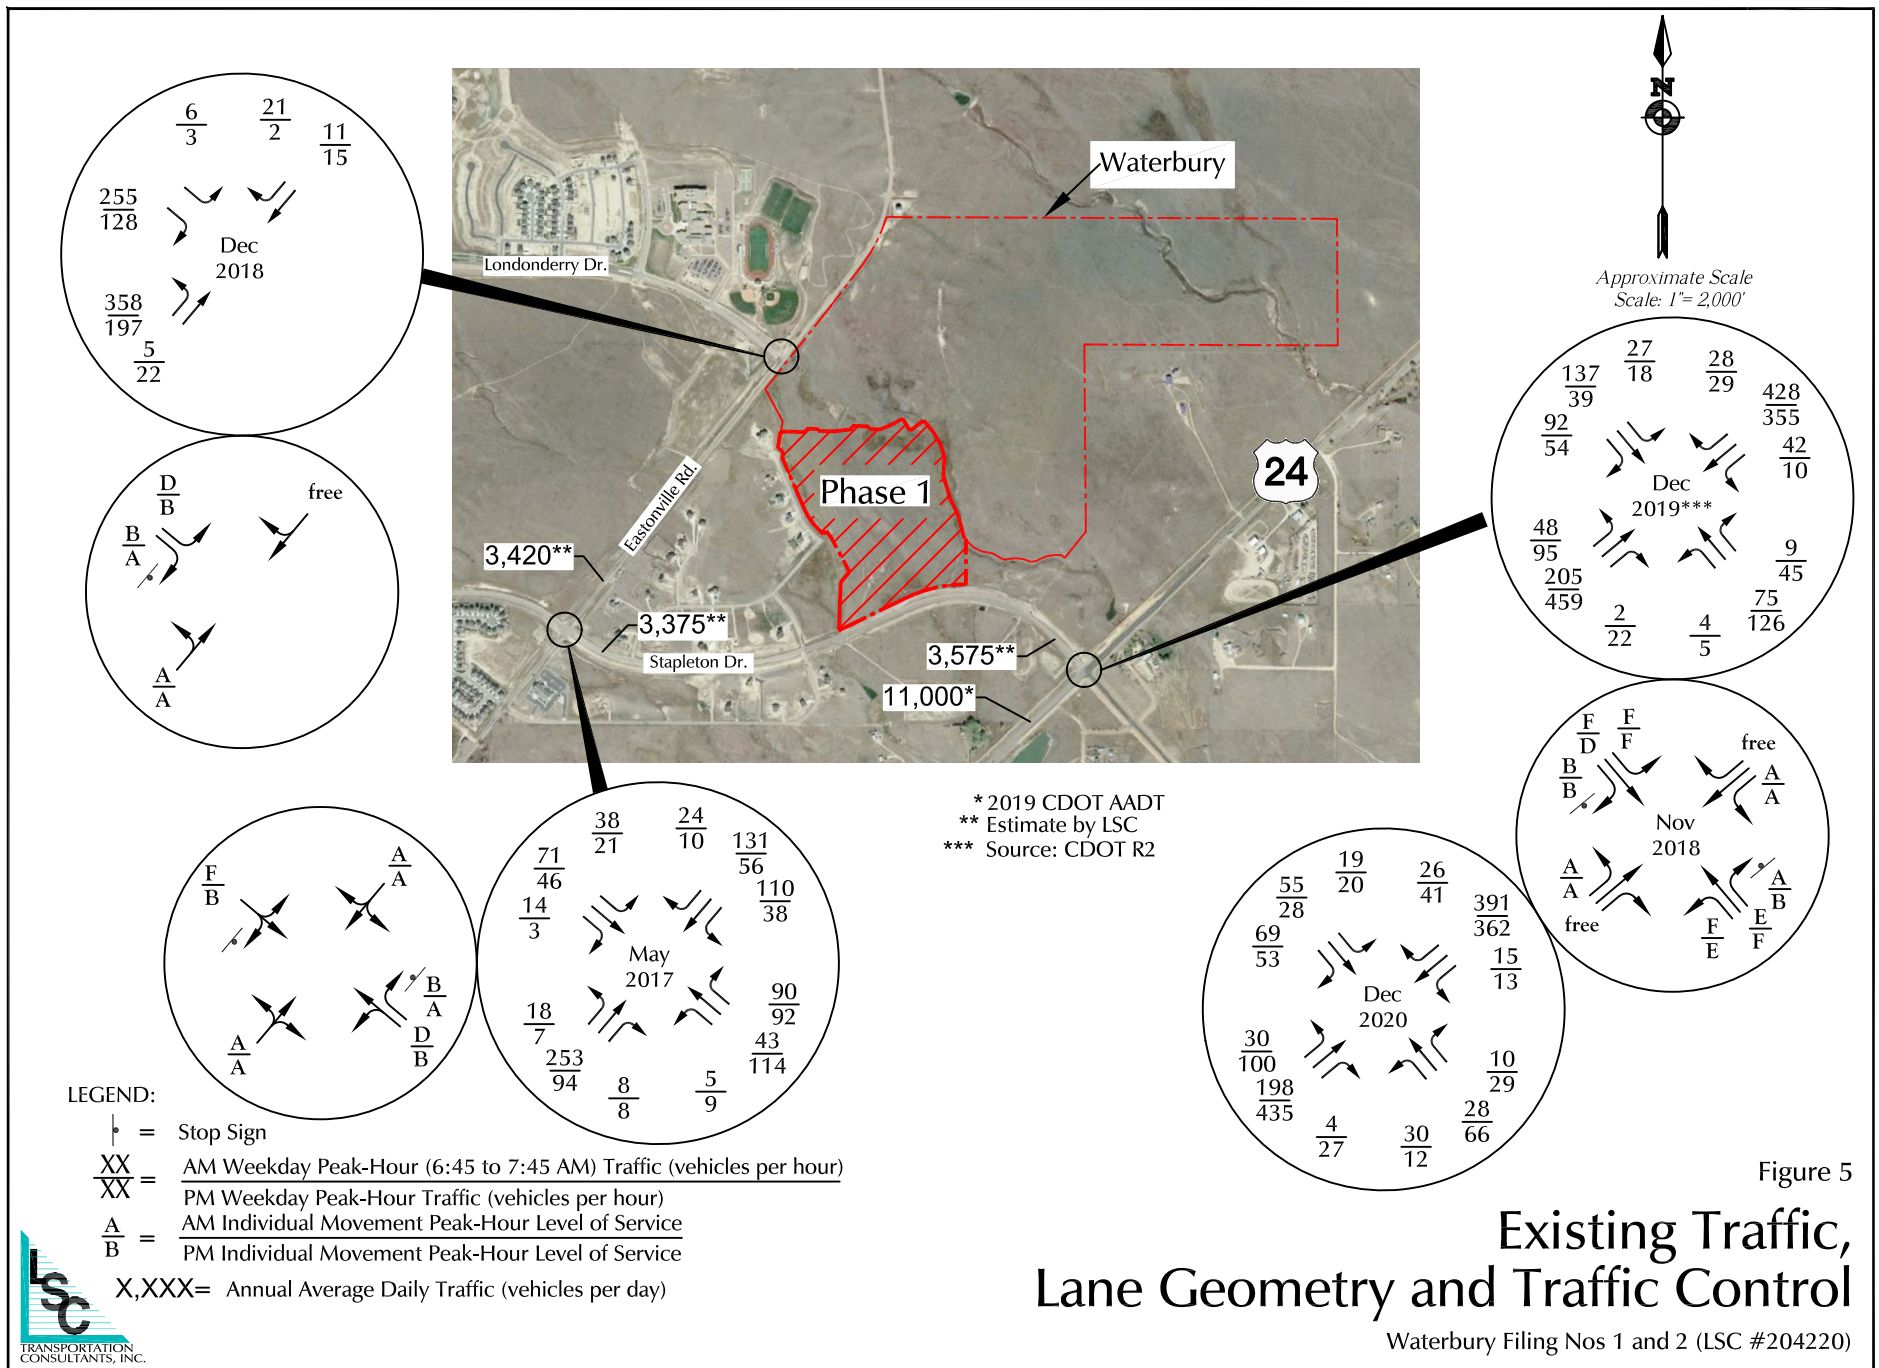 6
3
21
2
11
15
255
128
Dec
2018
358
197
5
22
D
B
B
A
free
A
A
Waterbury
Londonderry Dr.
Eastonville Rd.
Phase 1
24
3,420**
3,375**
Stapleton Dr.
3,575**
11,000*
N
Approximate Scale
Scale: 1"= 2,000'
27
18
28
29
137
39
428
355
92
54
42
10
Dec
2019***
48
95
9
45
205
459
75
126
2
22
4
5
F
D
F
F
free
B
B
A
A
Nov
2018
A
A
A
B
free
F
E
E
F
* 2019 CDOT AADT
** Estimate by LSC
*** Source: CDOT R2
19
20
26
41
55
28
391
362
69
53
15
13
Dec
2020
30
100
10
29
198
435
28
66
4
27
30
12
38
21
24
10
71
46
131
56
14
3
110
38
May
2017
18
7
90
92
253
94
43
114
8
8
5
9
F
B
A
A
B
A
A
A
D
B
LEGEND:
= Stop Sign
XX
XX
=
AM Weekday Peak-Hour (6:45 to 7:45 AM) Traffic (vehicles per hour)
PM Weekday Peak-Hour Traffic (vehicles per hour)
A
B
=
AM Individual Movement Peak-Hour Level of Service
PM Individual Movement Peak-Hour Level of Service
X,XXX= Annual Average Daily Traffic (vehicles per day)
LSC
TRANSPORTATION
CONSULTANTS, INC.
Figure 5
Existing Traffic,
Lane Geometry and Traffic Control
Waterbury Filing Nos 1 and 2 (LSC #204220)